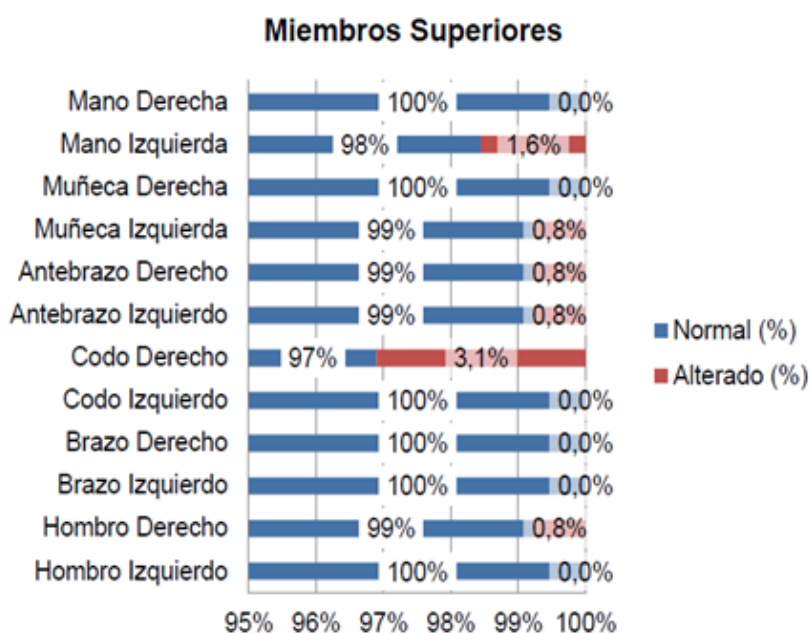 Miembros Superiores
Mano Derecha 100% 0,0%
Mano Izquierda 98% 1,6%
Muñeca Derecha 100% 0,0%
Muñeca Izquierda 99% 0,8%
Antebrazo Derecho 99% 0,8%
Antebrazo Izquierdo 99% 0,8%
Codo Derecho 97% 3,1%
Codo Izquierdo 100% 0,0%
Brazo Derecho 100% 0,0%
Brazo Izquierdo 100% 0,0%
Hombro Derecho 99% 0,8%
Hombro Izquierdo 100% 0,0%
95% 96% 97% 98% 99% 100%
Normal (%)
Alterado (%)